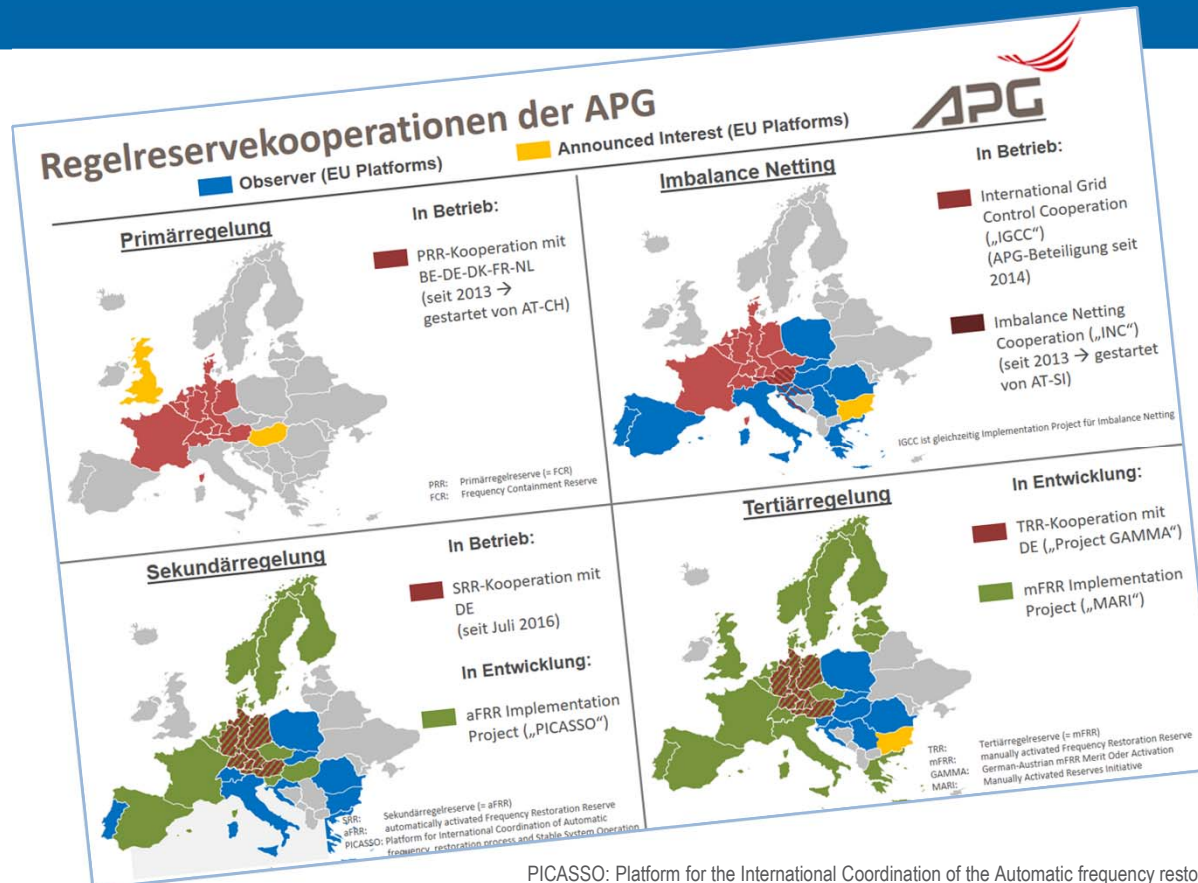 Regelreservekooperationen der APG
APG
Observer (EU Platforms)
Announced Interest (EU Platforms)
Primärregelung
In Betrieb:
PRR-Kooperation mit
BE-DE-DK-FR-NL
(seit 2013 →
gestartet von AT-CH)
PRR: Primärregelreserve (= FCR)
FCR: Frequency Containment Reserve
Imbalance Netting
In Betrieb:
International Grid
Control Cooperation
(„IGCC“)
(APG-Beteiligung seit
2014)
Imbalance Netting
Cooperation („INC“)
(seit 2013 → gestartet
von AT-SI)
IGCC ist gleichzeitig Implementation Project für Imbalance Netting
Sekundärregelung
In Betrieb:
SRR-Kooperation mit
DE
(seit Juli 2016)
In Entwicklung:
aFRR Implementation
Project („PICASSO“)
SRR: Sekundärregelreserve (= aFRR)
aFRR: automatically activated Frequency Restoration Reserve
PICASSO: Platform for International Coordination of Automatic
frequency restoration process and Stable System Operation
Tertiärregelung
In Entwicklung:
TRR-Kooperation mit
DE („Project GAMMA“)
mFRR Implementation
Project („MARI“)
TRR: Tertiärregelreserve (= mFRR)
mFRR: manually activated Frequency Restoration Reserve
GAMMA: German-Austrian mFRR Merit Oder Activation
MARI: Manually Activated Reserves Initiative
PICASSO: Platform for the International Coordination of the Automatic frequency resto